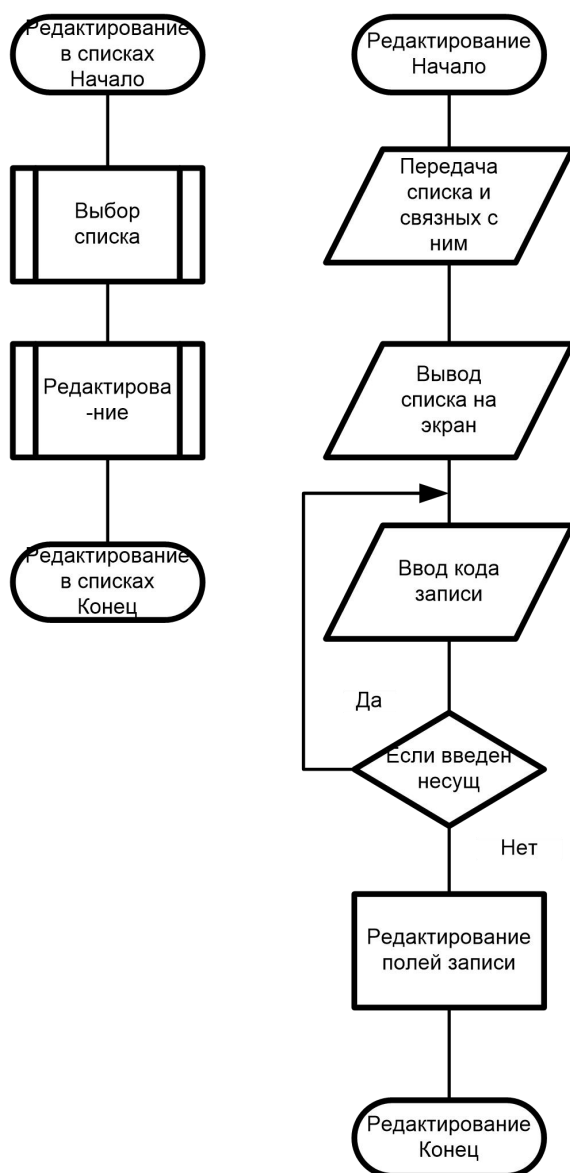 Редактирование
в списках
Начало
Выбор
списка
Редактирова
-ние
Редактирование
в списках
Конец
Редактирование
Начало
Передача
списка и
связных с
ним
Вывод
списка на
экран
Ввод кода
записи
Да
Если введен
несущ
Нет
Редактирование
полей записи
Редактирование
Конец